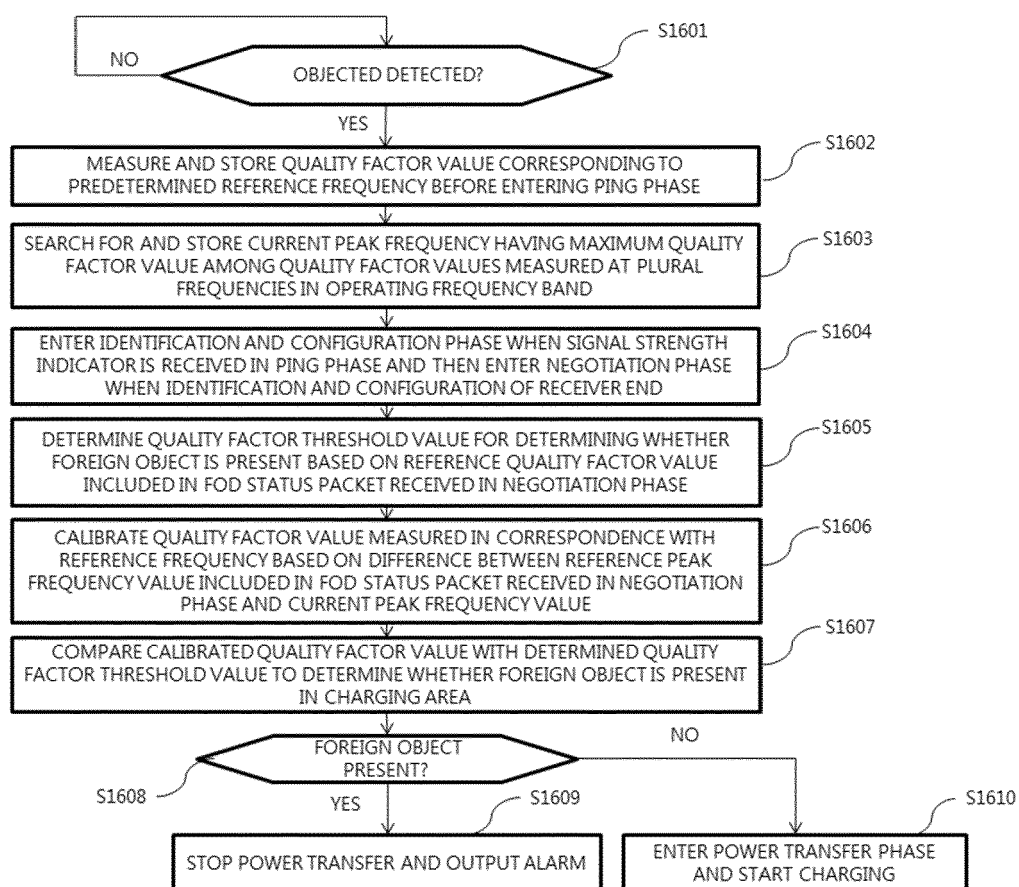 S1601
NO
OBJECTED DETECTED?
YES
S1602
MEASURE AND STORE QUALITY FACTOR VALUE CORRESPONDING TO
PREDETERMINED REFERENCE FREQUENCY BEFORE ENTERING PING PHASE
S1603
SEARCH FOR AND STORE CURRENT PEAK FREQUENCY HAVING MAXIMUM QUALITY
FACTOR VALUE AMONG QUALITY FACTOR VALUES MEASURED AT PLURAL
FREQUENCIES IN OPERATING FREQUENCY BAND
S1604
ENTER IDENTIFICATION AND CONFIGURATION PHASE WHEN SIGNAL STRENGTH
INDICATOR IS RECEIVED IN PING PHASE AND THEN ENTER NEGOTIATION PHASE
WHEN IDENTIFICATION AND CONFIGURATION OF RECEIVER END
S1605
DETERMINE QUALITY FACTOR THRESHOLD VALUE FOR DETERMINING WHETHER
FOREIGN OBJECT IS PRESENT BASED ON REFERENCE QUALITY FACTOR VALUE
INCLUDED IN FOD STATUS PACKET RECEIVED IN NEGOTIATION PHASE
S1606
CALIBRATE QUALITY FACTOR VALUE MEASURED IN CORRESPONDENCE WITH
REFERENCE FREQUENCY BASED ON DIFFERENCE BETWEEN REFERENCE PEAK
FREQUENCY VALUE INCLUDED IN FOD STATUS PACKET RECEIVED IN NEGOTIATION
PHASE AND CURRENT PEAK FREQUENCY VALUE
S1607
COMPARE CALIBRATED QUALITY FACTOR VALUE WITH DETERMINED QUALITY
FACTOR THRESHOLD VALUE TO DETERMINE WHETHER FOREIGN OBJECT IS PRESENT
IN CHARGING AREA
NO
FOREIGN OBJECT
PRESENT?
S1608
YES
S1609
S1610
STOP POWER TRANSFER AND OUTPUT ALARM
ENTER POWER TRANSFER PHASE
AND START CHARGING